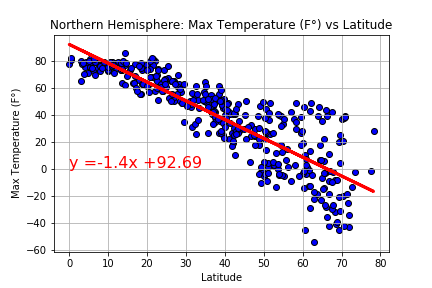 Northern Hemisphere: Max Temperature (F°) vs Latitude
Max Temperature (F°)
80
60
40
20
0
−20
−40
−60
y =-1.4x +92.69
0 10 20 30 40 50 60 70 80
Latitude